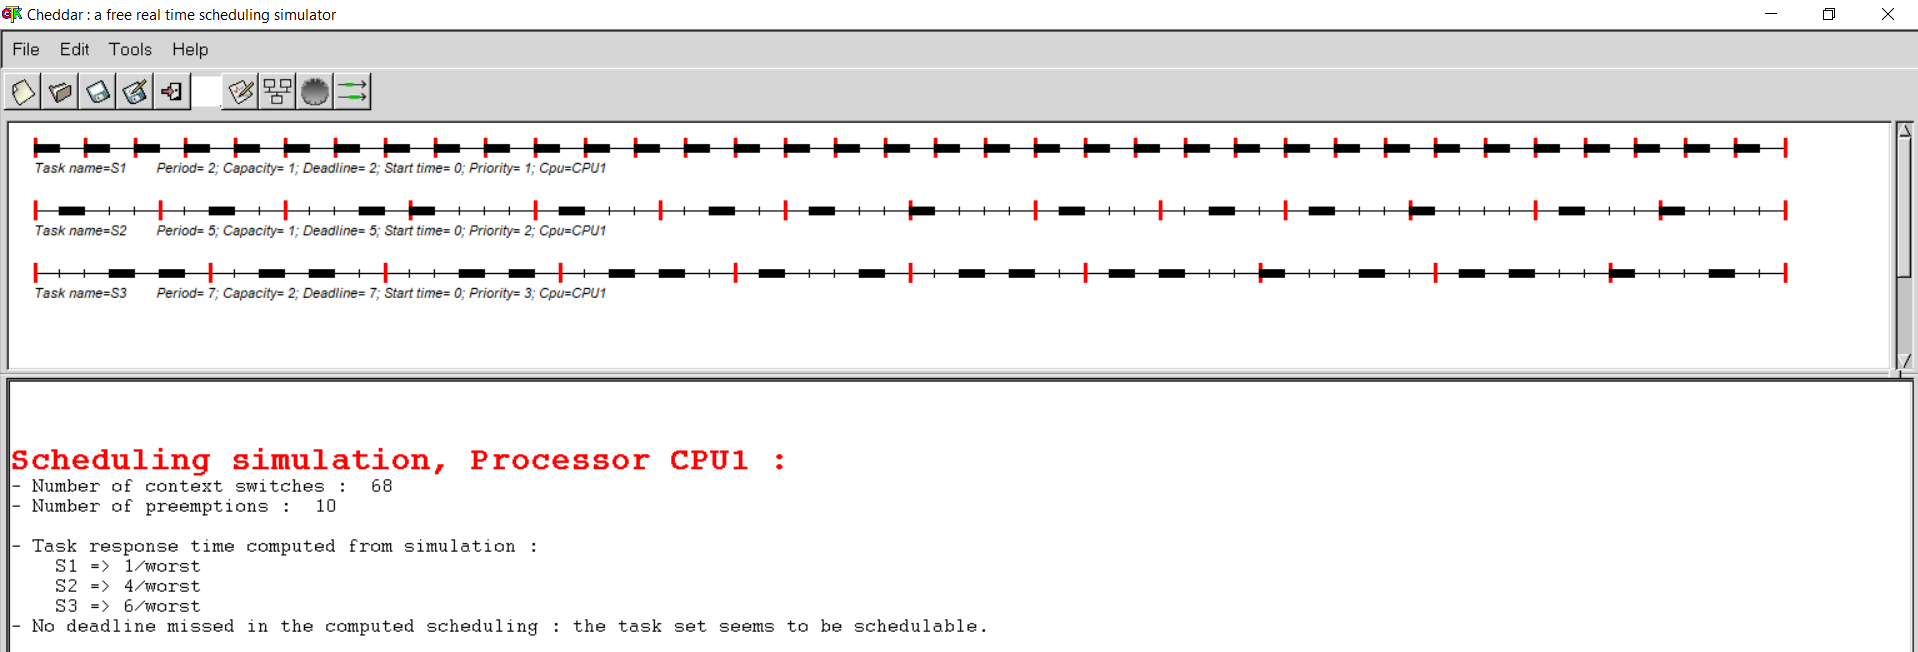 Cheddar : a free real time scheduling simulator
File Edit Tools Help
Task name=S1 Period= 2; Capacity= 1; Deadline= 2; Start time= 0; Priority= 1; Cpu=CPU1
Task name=S2 Period= 5; Capacity= 1; Deadline= 5; Start time= 0; Priority= 2; Cpu=CPU1
Task name=S3 Period= 7; Capacity= 2; Deadline= 7; Start time= 0; Priority= 3; Cpu=CPU1
Scheduling simulation, Processor CPU1 :
- Number of context switches : 68
- Number of preemptions : 10
- Task response time computed from simulation :
S1 => 1/worst
S2 => 4/worst
S3 => 6/worst
- No deadline missed in the computed scheduling : the task set seems to be schedulable.